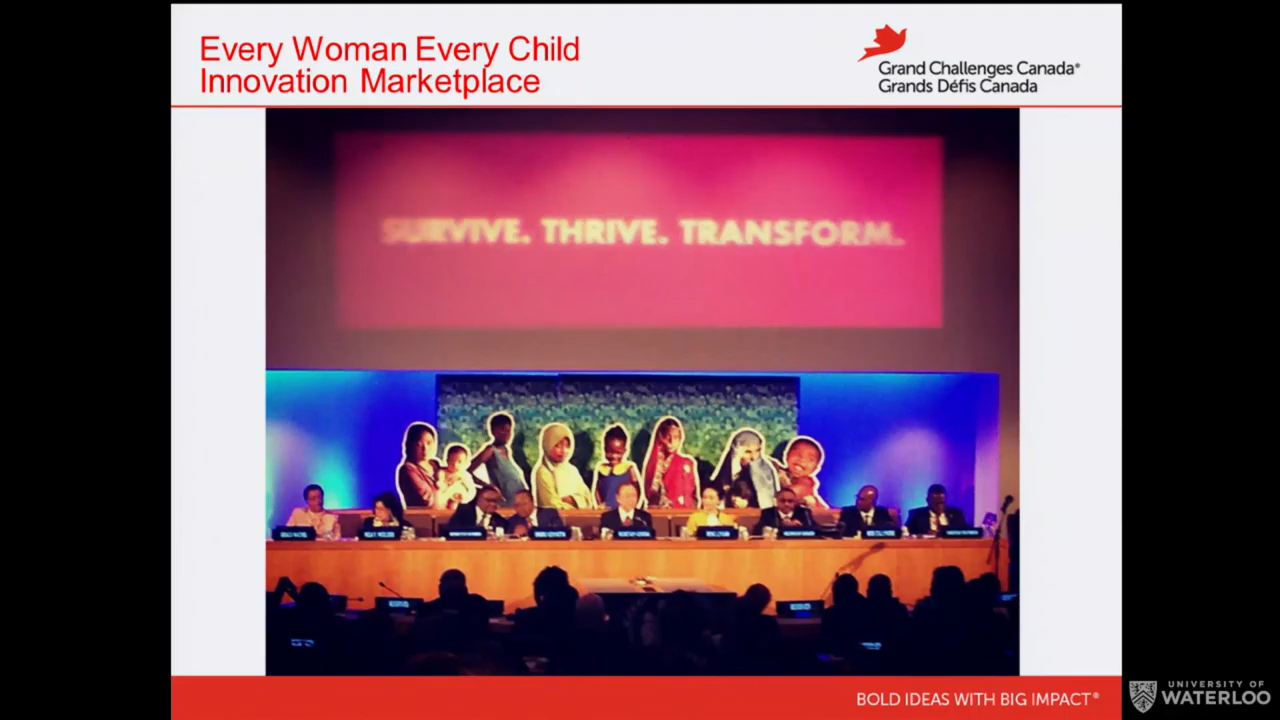 Every Woman Every Child
Innovation Marketplace
Grand Challenges Canada®
Grands Défis Canada
SURVIVE. THRIVE. TRANSFORM.
BOLD IDEAS WITH BIG IMPACT®
UNIVERSITY OF
WATERLOO